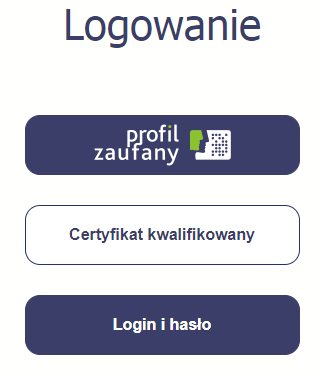 Logowanie
profil
zaufany
Certyfikat kwalifikowany
Login i hasło